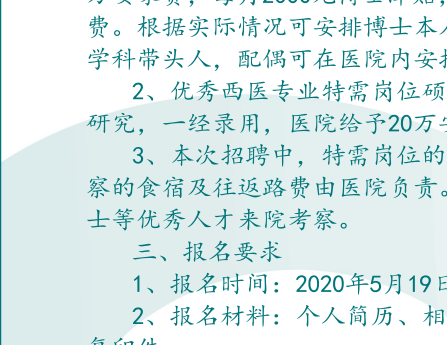 费。根据实际情况可安排博士本人
学科带头人，配偶可在医院内安排
2、优秀西医专业特需岗位硕
研究，一经录用，医院给予20万安
3、本次招聘中，特需岗位的
察的食宿及往返路费由医院负责。
士等优秀人才来院考察。
三、报名要求
1、报名时间：2020年5月19日
2、报名材料：个人简历、相